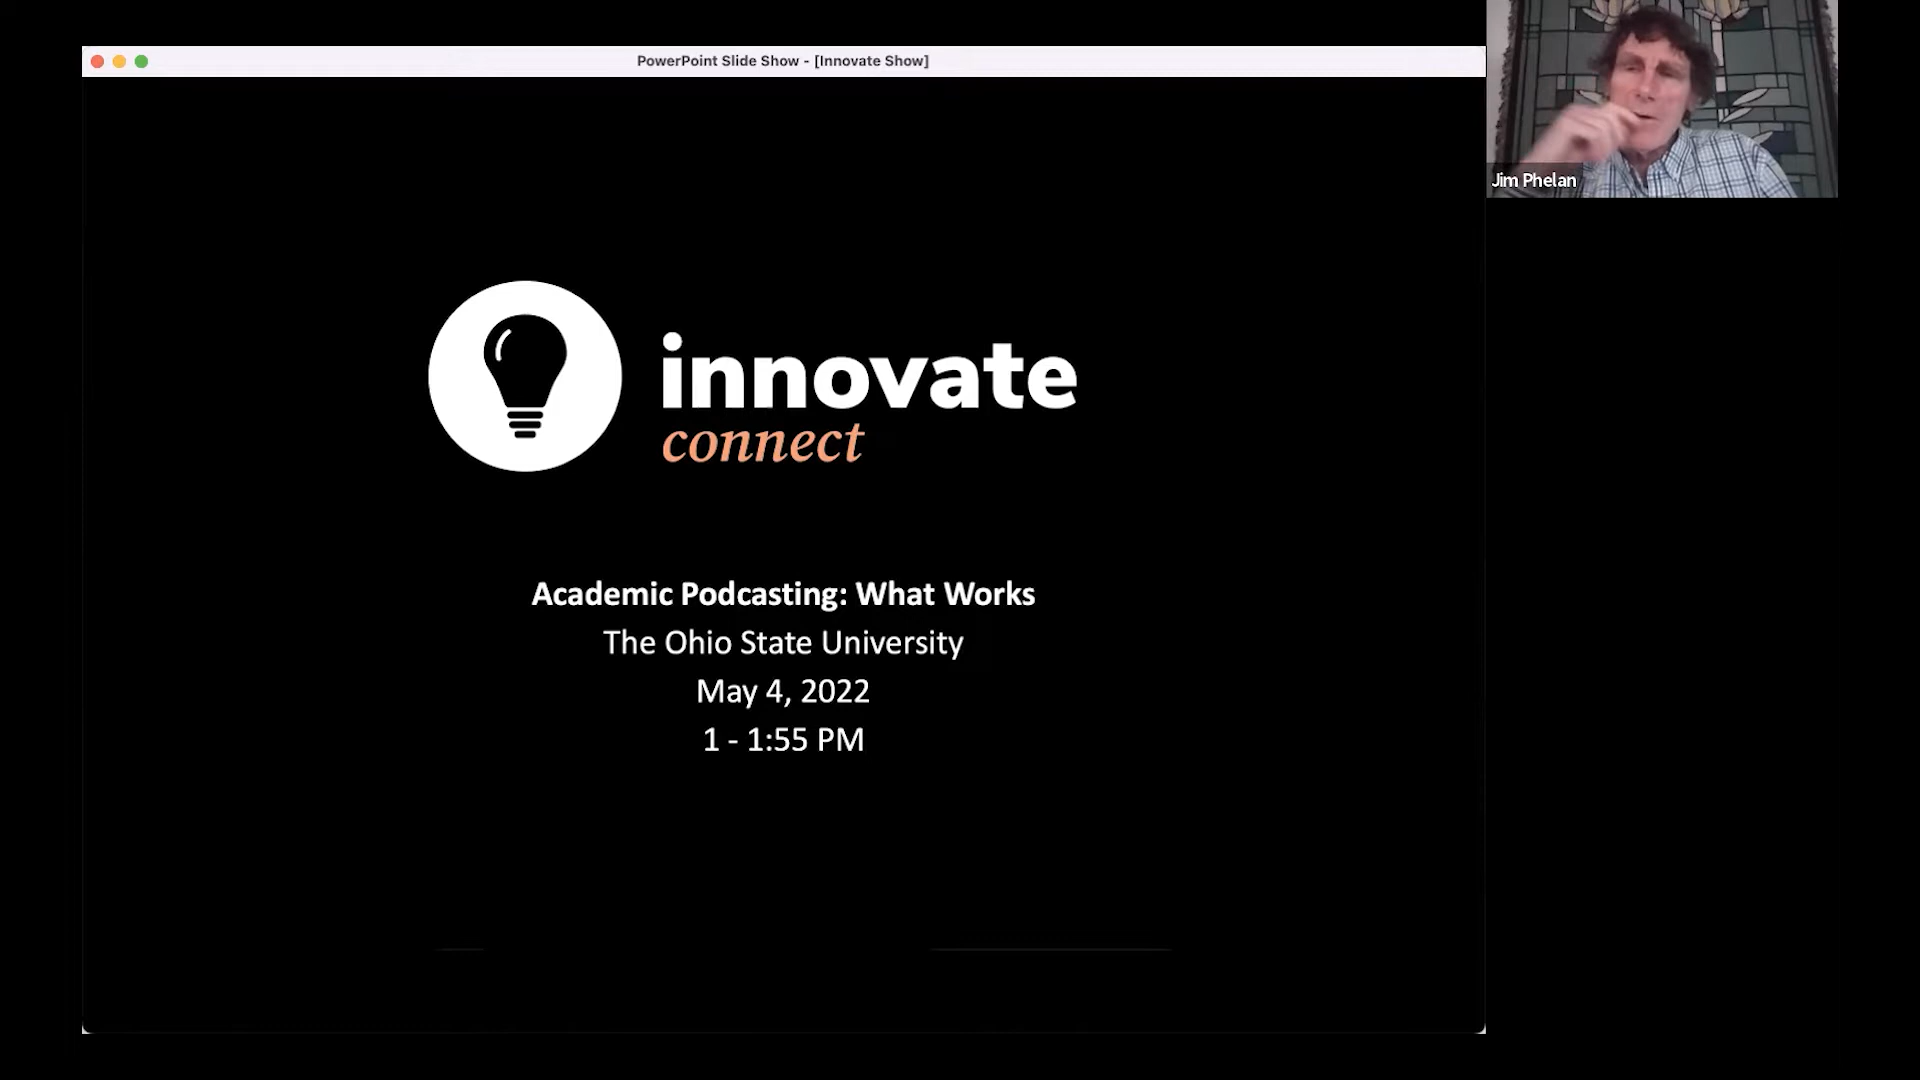 PowerPoint Slide Show - [Innovate Show]
Jim Phelan
innovate
connect
Academic Podcasting: What Works
The Ohio State University
May 4, 2022
1 - 1:55 PM